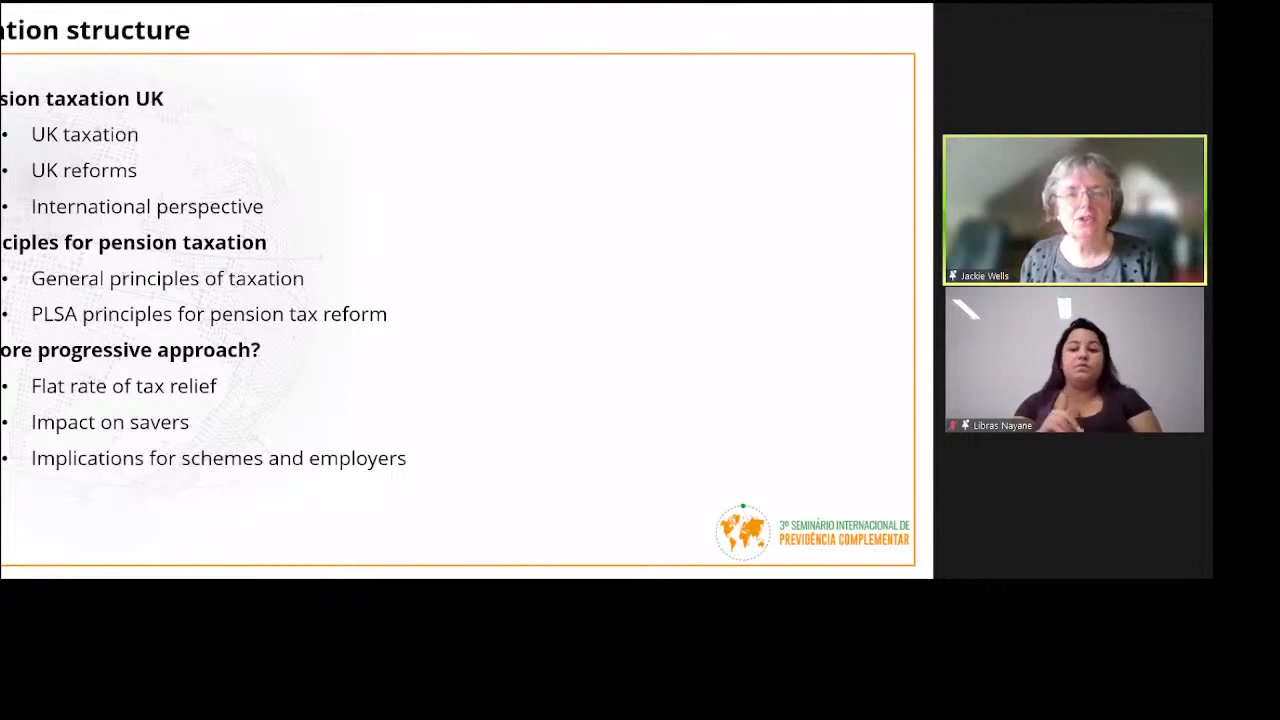 tion structure
sion taxation UK
• UK taxation
• UK reforms
• International perspective
ciples for pension taxation
• General principles of taxation
• PLSA principles for pension tax reform
ore progressive approach?
• Flat rate of tax relief
• Impact on savers
• Implications for schemes and employers
3º SEMINÁRIO INTERNACIONAL DE
PREVIDÊNCIA COMPLEMENTAR
Jackie Wells
Libras Nayane